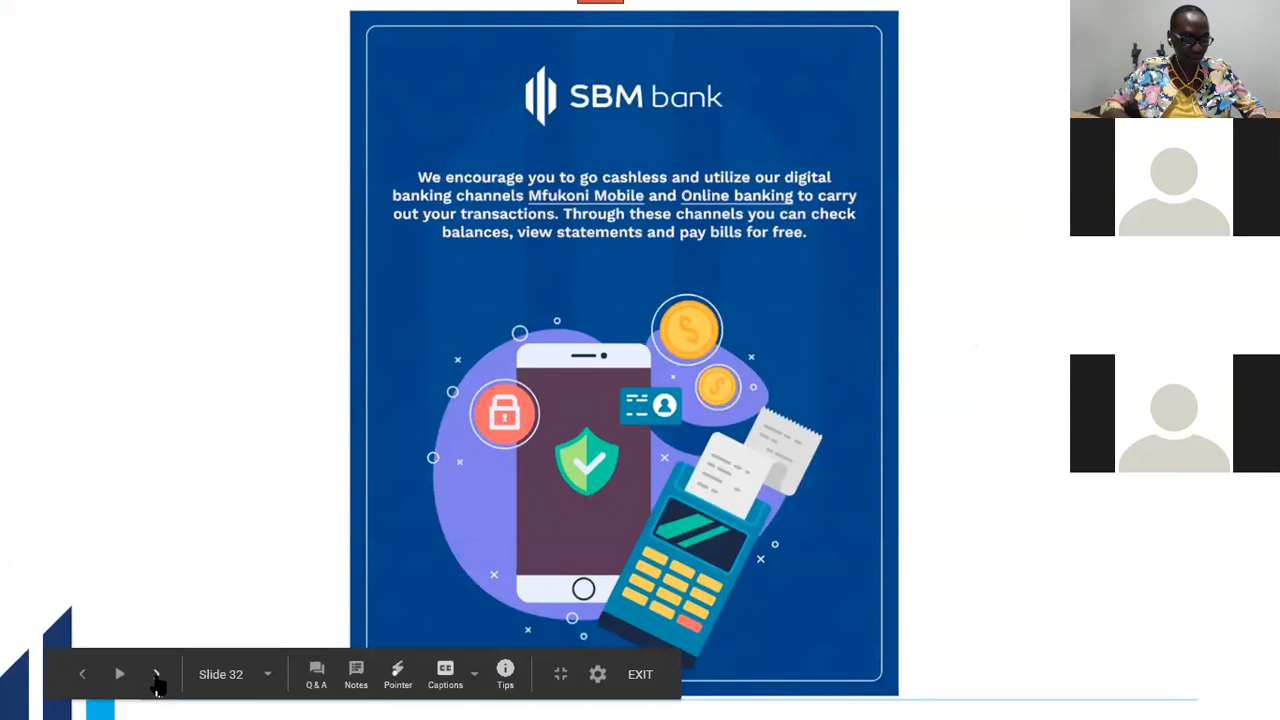 SBM bank
We encourage you to go cashless and utilize our digital
banking channels Mfukoni Mobile and Online banking to carry
out your transactions. Through these channels you can check
balances, view statements and pay bills for free.
Slide 32
Q & A
Notes
Pointer
CC
Captions
Tips
EXIT